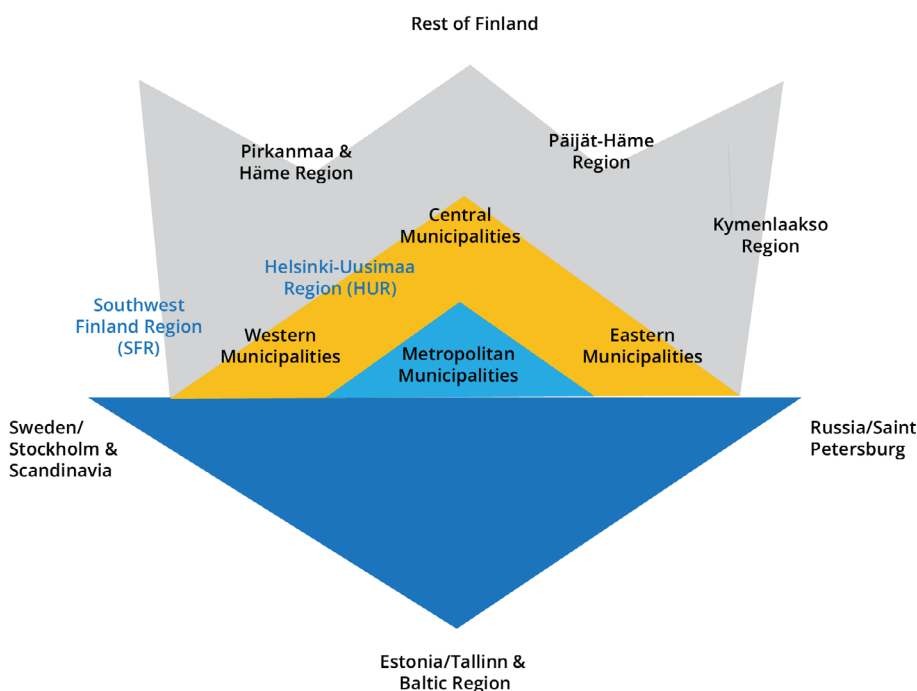 Rest of Finland
Pirkanmaa &
Häme Region
Päijät-Häme
Region
Central
Municipalities
Kymenlaakso
Region
Helsinki-Uusimaa
Region (HUR)
Southwest
Finland Region
(SFR)
Western
Municipalities
Metropolitan
Municipalities
Eastern
Municipalities
Sweden/
Stockholm &
Scandinavia
Russia/Saint
Petersburg
Estonia/Tallinn &
Baltic Region